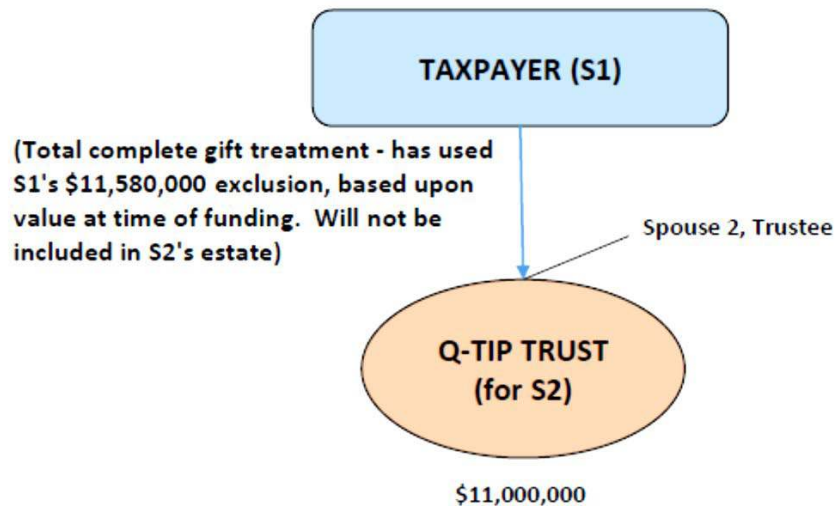 TAXPAYER (S1)
(Total complete gift treatment - has used
S1's $11,580,000 exclusion, based upon
value at time of funding. Will not be
included in S2's estate)
Spouse 2, Trustee
Q-TIP TRUST
(for S2)
$11,000,000